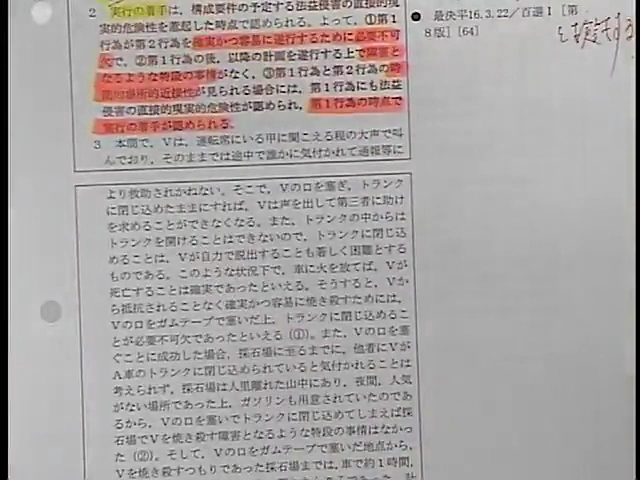 2 実行の着手は，構成要件の予定する法益侵害の直接的現
実的危険性を惹起した時点で認められる。よって，①第1
行為が第2行為を確実かつ容易に遂行するために必要不可
欠で，②第1行為の後，以降の計画を遂行する上で障害と
なるような特段の事情がなく，③第1行為と第2行為の時
間的場所的近接性が見られる場合には，第1行為にも法益
侵害の直接的現実的危険性が認められ，第1行為の時点で
実行の着手が認められる。
3 本問で，Vは，運転席にいる甲に聞こえる程の大声で叫
んでおり，そのままでは途中で誰かに気付かれて通報等に
より救助されかねない。そこで，Vの口を塞ぎ，トランク
に閉じ込めたままにすれば，Vは声を出して第三者に助け
を求めることができなくなる。また，トランクの中からは
トランクを開けることはできないので，トランクに閉じ込
めることは，Vが自力で脱出することも著しく困難とする
ものである。このような状況下で，車に火を放てば，Vが
死亡することは確実であったといえる。そうすると，Vか
ら抵抗されることなく確実かつ容易に焼き殺すためには，
Vの口をガムテープで塞いだ上，トランクに閉じ込めるこ
とが必要不可欠であったといえる（①）。また，Vの口を塞
ぐことに成功した場合，採石場に至るまでに，他者にVが
A車のトランクに閉じ込められていると気付かれることは
考えられず，採石場は人里離れた山中にあり，夜間，人気
がない場所であった上，ガソリンも用意されていたのであ
るから，Vの口を塞いでトランクに閉じ込めてしまえば採
石場でVを焼き殺す障害となるような特段の事情はなかっ
た（②）。そして，Vの口をガムテープで塞いだ地点から，
Vを焼き殺すつもりであった採石場までは，車で約1時間，
● 最決平16.3.22／百選Ⅰ［第
8版］[64]